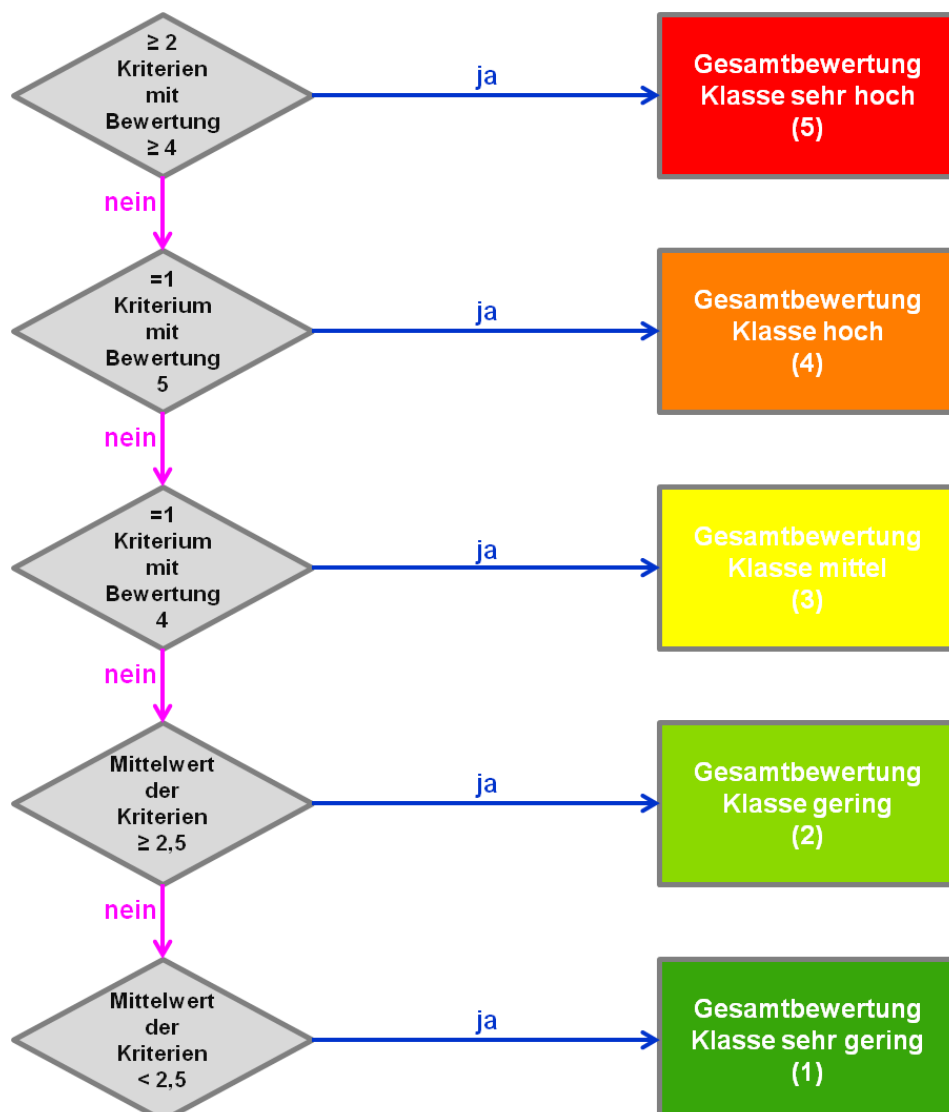 ≥ 2
Kriterien
mit
Bewertung
≥ 4
ja
Gesamtbewertung
Klasse sehr hoch
(5)
nein
=1
Kriterium
mit
Bewertung
5
ja
Gesamtbewertung
Klasse hoch
(4)
nein
=1
Kriterium
mit
Bewertung
4
ja
Gesamtbewertung
Klasse mittel
(3)
nein
Mittelwert
der
Kriterien
≥ 2,5
ja
Gesamtbewertung
Klasse gering
(2)
nein
Mittelwert
der
Kriterien
< 2,5
ja
Gesamtbewertung
Klasse sehr gering
(1)